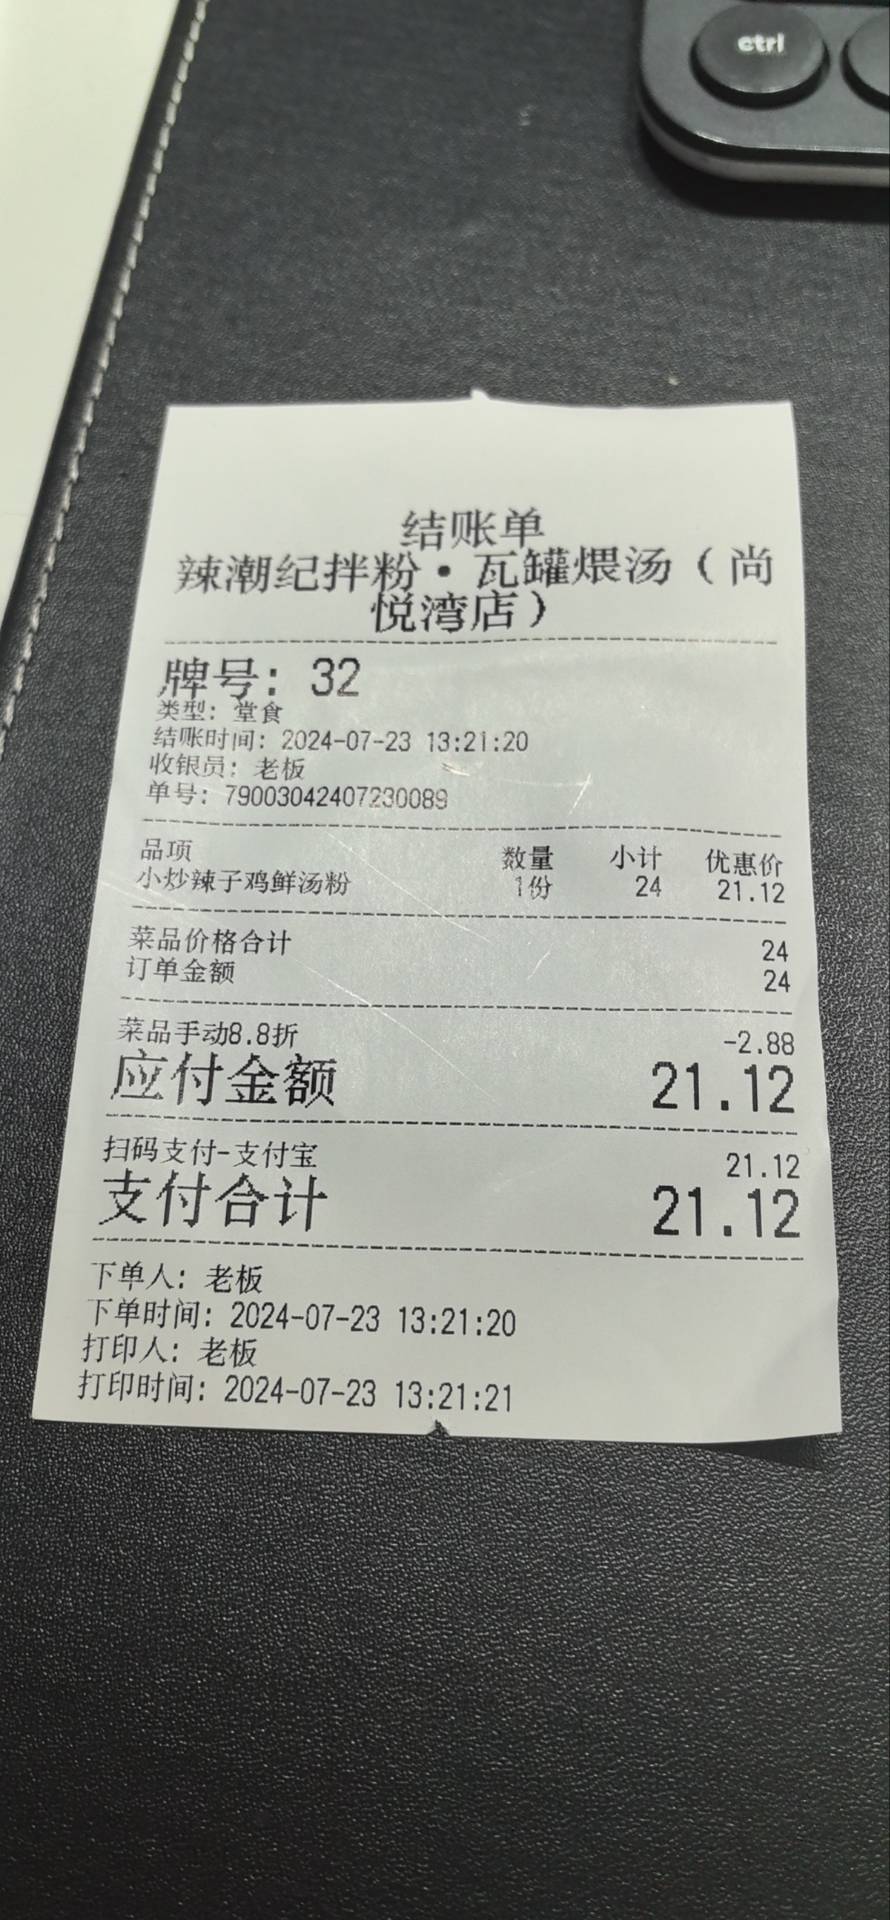 ctrl
结账单
辣潮纪拌粉·瓦罐煨汤（尚
悦湾店）
牌号: 32
类型: 堂食
结账时间: 2024-07-23 13:21:20
收银员: 老板
单号: 79003042407230089
品项 数量 小计 优惠价
小炒辣子鸡鲜汤粉 1份 24 21.12
菜品价格合计 24
订单金额 24
菜品手动8.8折 -2.88
应付金额 21.12
扫码支付-支付宝 21.12
支付合计 21.12
下单人: 老板
下单时间: 2024-07-23 13:21:20
打印人: 老板
打印时间: 2024-07-23 13:21:21